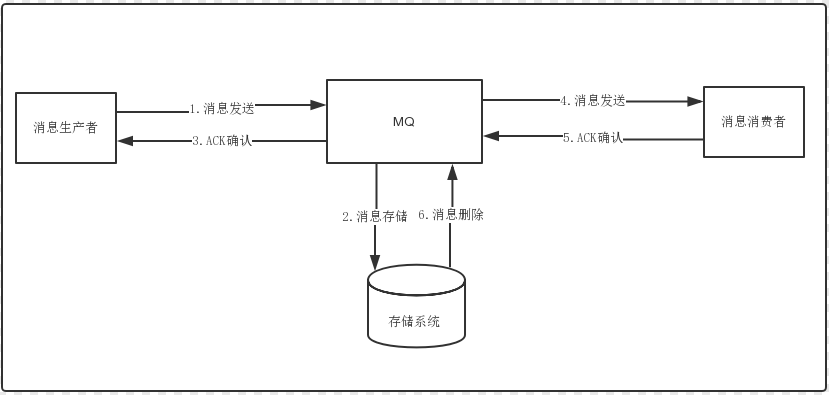 1.消息发送
4.消息发送
消息生产者
MQ
消息消费者
3.ACK确认
5.ACK确认
2.消息存储
6.消息删除
存储系统